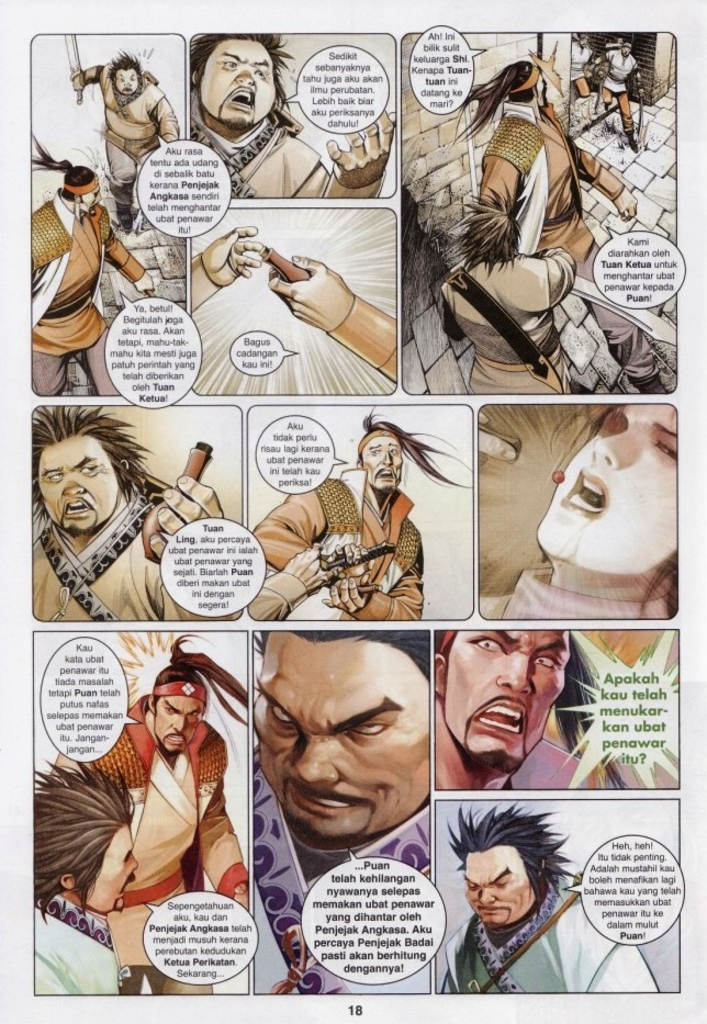 Aku rasa
tentu ada udang
di sebalik batu
kerana Penjejak
Angkasa sendiri
telah menghantar
ubat penawar
itu!
Ya, betul!
Begitulah juga
aku rasa. Akan
tetapi, mahu-tak-
mahu kita mesti juga
patuh perintah yang
telah diberikan
oleh Tuan
Ketua!
Sedikit
sebanyaknya
tahu juga aku akan
ilmu perubatan.
Lebih baik biar
aku periksanya
dahulu!
Bagus
cadangan
kau ini!
Ah! Ini
bilik sulit
keluarga Shi.
Kenapa Tuan-
tuan ini
datang ke
mari?
Kami
diarahkan oleh
Tuan Ketua untuk
menghantar ubat
penawar kepada
Puan!
Tuan
Ling, aku percaya
ubat penawar ini ialah
ubat penawar yang
sejati. Biarlah Puan
diberi makan ubat
ini dengan
segera!
Aku
tidak perlu
risau lagi kerana
ubat penawar
ini telah kau
periksa!
Kau
kata ubat
penawar itu
tiada masalah
tetapi Puan telah
putus nafas
selepas memakan
ubat penawar
itu. Jangan-
jangan...
Sepengetahuan
aku, kau dan
Penjejak Angkasa telah
menjadi musuh kerana
perebutan kedudukan
Ketua Perikatan.
Sekarang...
...Puan
telah kehilangan
nyawanya selepas
memakan ubat penawar
yang dihantar oleh
Penjejak Angkasa. Aku
percaya Penjejak Badai
pasti akan berhitung
dengannya!
Apakah
kau telah
menukar-
kan ubat
penawar
itu?
Heh, heh!
Itu tidak penting.
Adalah mustahil kau
boleh menafikan lagi
bahawa kau yang telah
memasukkan ubat
penawar itu ke
dalam mulut
Puan!
18